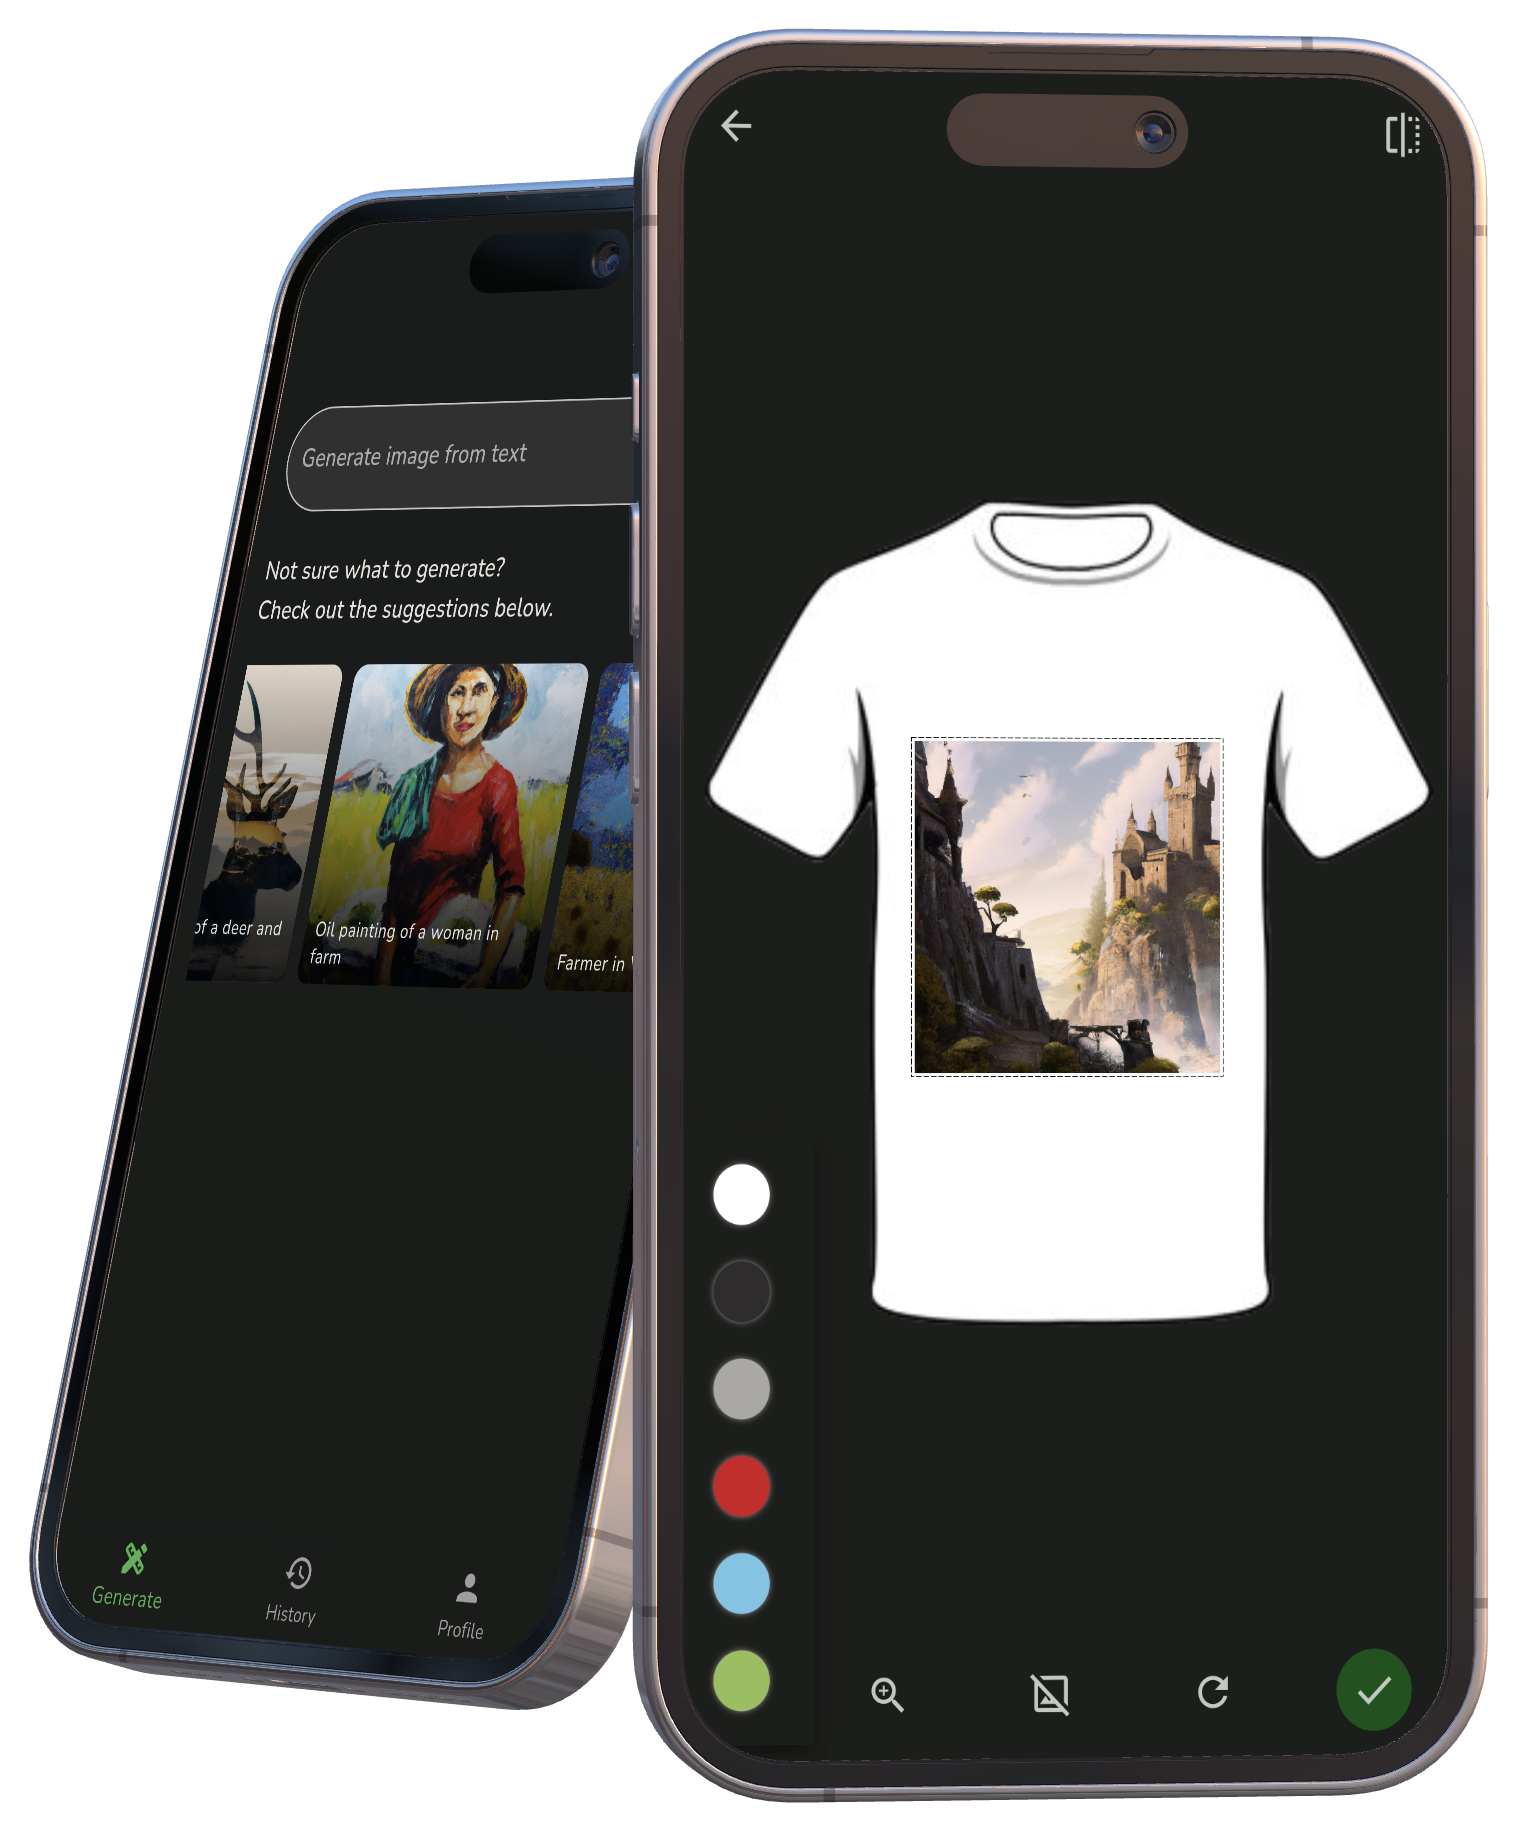 Generate image from text
Not sure what to generate?
Check out the suggestions below.
of a deer and
Oil painting of a woman in
farm
Farmer in
Generate
History
Profile